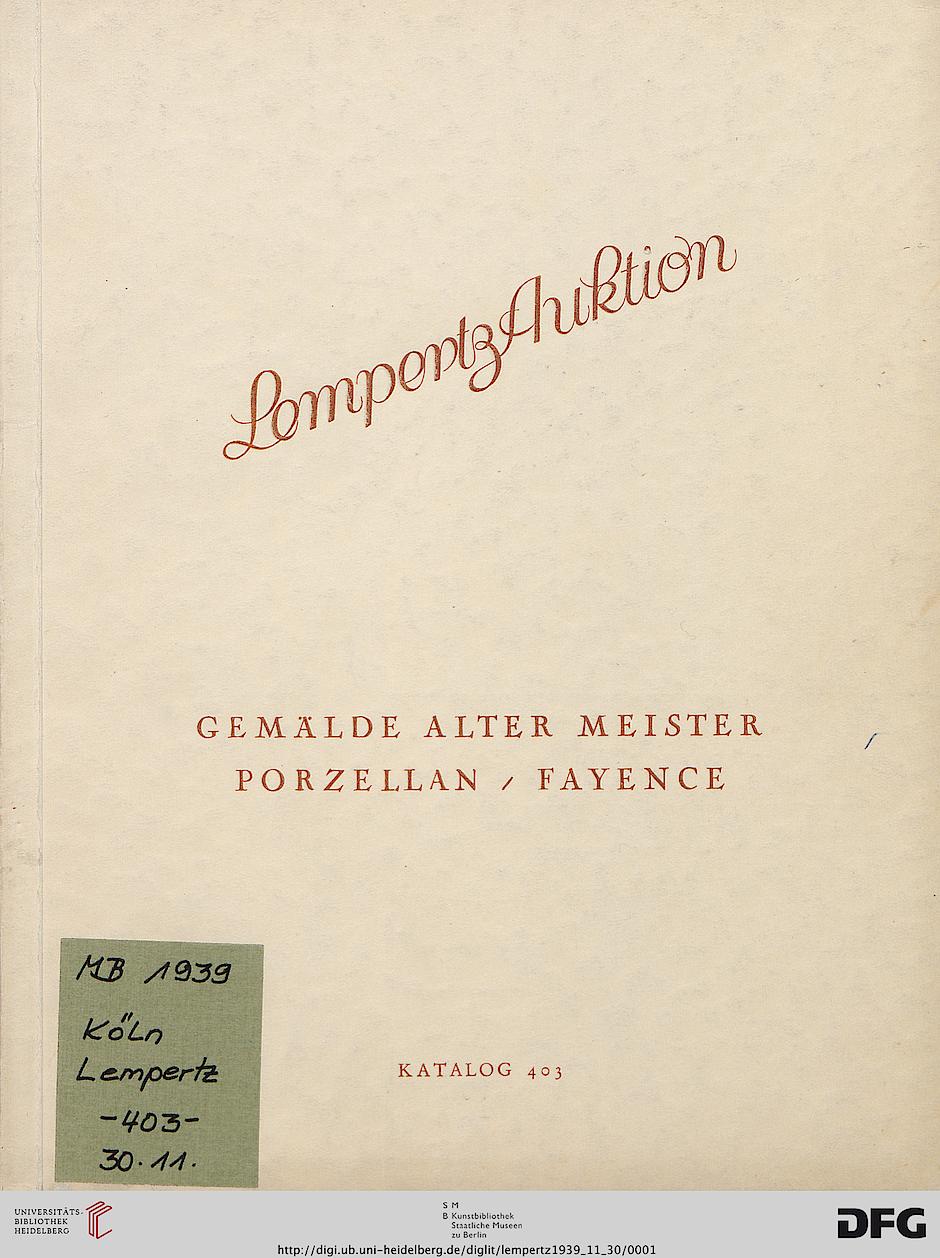 Lempertz Auktion
GEMÄLDE ALTER MEISTER
PORZELLAN / FAYENCE
KATALOG 403
MB 1939
Köln
Lempertz
-403-
30.11.
UNIVERSITÄTS-
BIBLIOTHEK
HEIDELBERG
S M
B Kunstbibliothek
Staatliche Museen
zu Berlin
DFG
http://digi.ub.uni-heidelberg.de/diglit/lempertz1939_11_30/0001